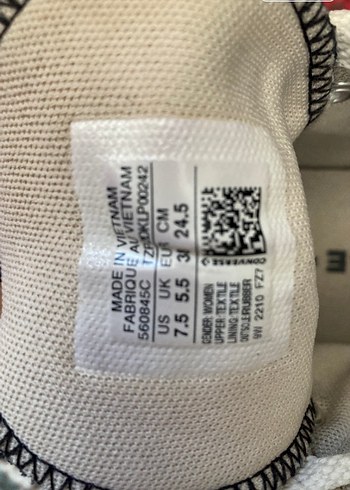 MADE IN VIETNAM
FABRIQUE AU VIETNAM
560845C
US UK EUR CM
7.5 5.5 24.5
CONVERSE
GENDER: WOMEN
UPPER: TEXTILE
LINING: TEXTILE
OUTSOLE: RUBBER
WI 2210 FZ7